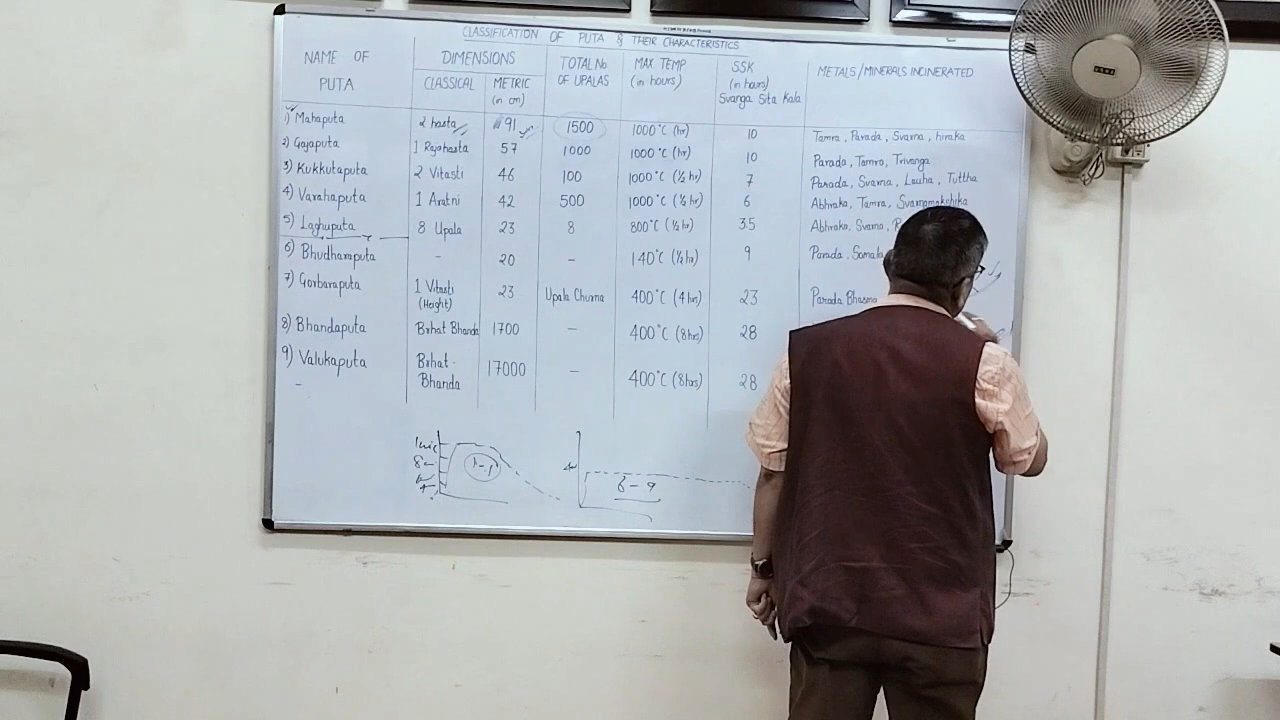 CLASSIFICATION OF PUTA & THEIR CHARACTERISTICS
NAME OF PUTA | DIMENSIONS | TOTAL No OF UPALAS | MAX TEMP (in hours) | SSK (in hours) Svanga Sita Kala | METALS/MINERALS INCINERATED
CLASSICAL | METRIC (in cm)
1) Mahaputa | 2 hasta | 91 | 1500 | 1000°C (hr) | 10 | Tamra, Parada, Svarna, hiraka
2) Gajaputa | 1 Rajahasta | 57 | 1000 | 1000°C (hr) | 10 | Parada, Tamra, Trivanga
3) Kukkutaputa | 2 Vitasti | 46 | 100 | 1000°C (½ hr) | 7 | Parada, Svarna, Lauha, Tuttha
4) Varahaputa | 1 Aratni | 42 | 500 | 1000°C (½ hr) | 6 | Abhraka, Tamra, Svarnamakshika
5) Laghuputa | 8 Upala | 23 | 8 | 800°C (½ hr) | 35 | Abhraka, Svarna,
6) Bhudharaputa | - | 20 | - | 140°C (½ hr) | 9 | Parada,
7) Gorbaraputa | 1 Vitasti (Height) | 23 | Upala Churna | 400°C (4 hrs) | 23 | Parada Bhasma
8) Bhandaputa | Brhat Bhanda | 1700 | - | 400°C (8hrs) | 28
9) Valukaputa | Brhat Bhanda | 17000 | - | 400°C (8hrs) | 28
-
1-5
6-9